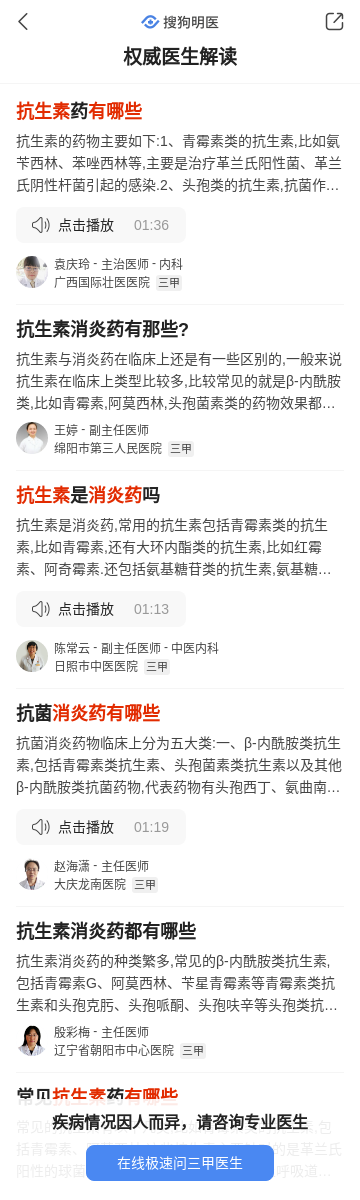 搜狗明医
权威医生解读
抗生素药有哪些
抗生素的药物主要如下:1、青霉素类的抗生素,比如氨
苄西林、苯唑西林等,主要是治疗革兰氏阳性菌、革兰
氏阴性杆菌引起的感染.2、头孢类的抗生素,抗菌作…
点击播放 01:36
袁庆玲 - 主治医师 - 内科
广西国际壮医医院 三甲
抗生素消炎药有那些?
抗生素与消炎药在临床上还是有一些区别的,一般来说
抗生素在临床上类型比较多,比较常见的就是β-内酰胺
类,比如青霉素,阿莫西林,头孢菌素类的药物效果都…
王婷 - 副主任医师
绵阳市第三人民医院 三甲
抗生素是消炎药吗
抗生素是消炎药,常用的抗生素包括青霉素类的抗生
素,比如青霉素,还有大环内酯类的抗生素,比如红霉
素、阿奇霉素.还包括氨基糖苷类的抗生素,氨基糖…
点击播放 01:13
陈常云 - 副主任医师 - 中医内科
日照市中医医院 三甲
抗菌消炎药有哪些
抗菌消炎药物临床上分为五大类:一、β-内酰胺类抗生
素,包括青霉素类抗生素、头孢菌素类抗生素以及其他
β-内酰胺类抗菌药物,代表药物有头孢西丁、氨曲南…
点击播放 01:19
赵海潇 - 主任医师
大庆龙南医院 三甲
抗生素消炎药都有哪些
抗生素消炎药的种类繁多,常见的β-内酰胺类抗生素,
包括青霉素G、阿莫西林、苄星青霉素等青霉素类抗
生素和头孢克肟、头孢哌酮、头孢呋辛等头孢类抗…
殷彩梅 - 主任医师
辽宁省朝阳市中心医院 三甲
常见抗生素药有哪些
疾病情况因人而异，请咨询专业医生
在线极速问三甲医生